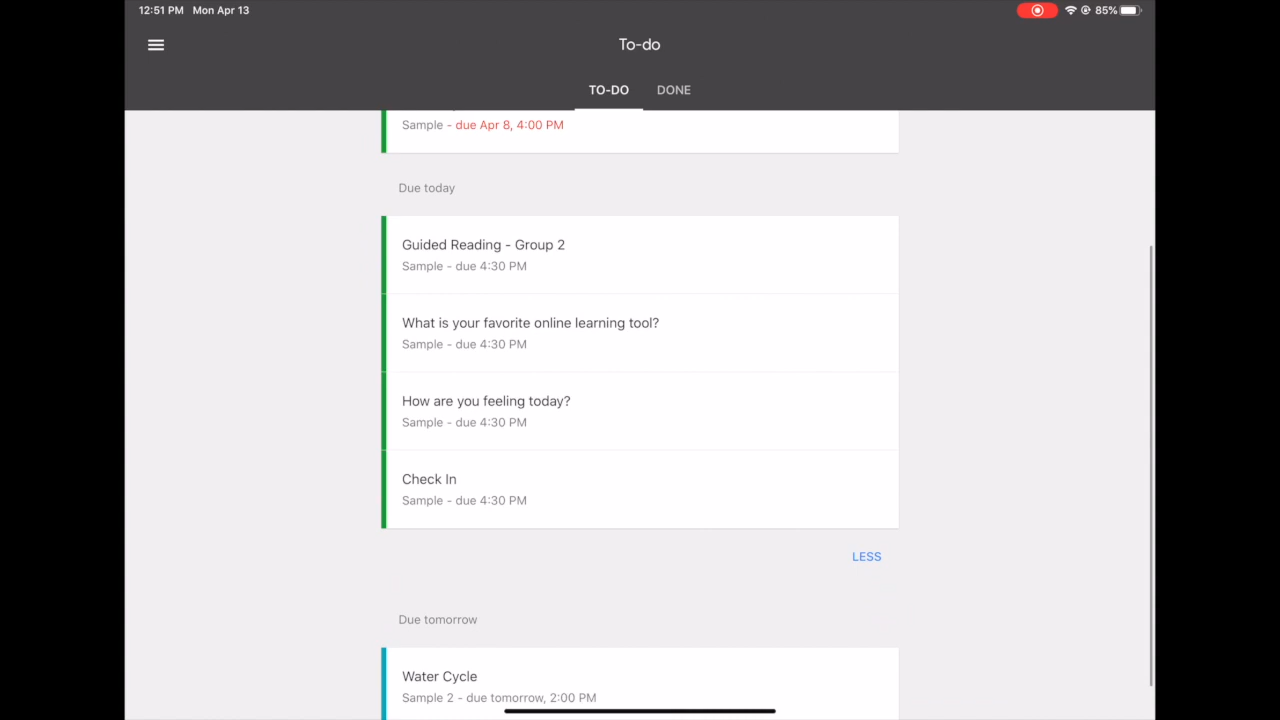 12:51 PM Mon Apr 13
85%
To-do
TO-DO DONE
Sample - due Apr 8, 4:00 PM
Due today
Guided Reading - Group 2
Sample - due 4:30 PM
What is your favorite online learning tool?
Sample - due 4:30 PM
How are you feeling today?
Sample - due 4:30 PM
Check In
Sample - due 4:30 PM
LESS
Due tomorrow
Water Cycle
Sample 2 - due tomorrow, 2:00 PM